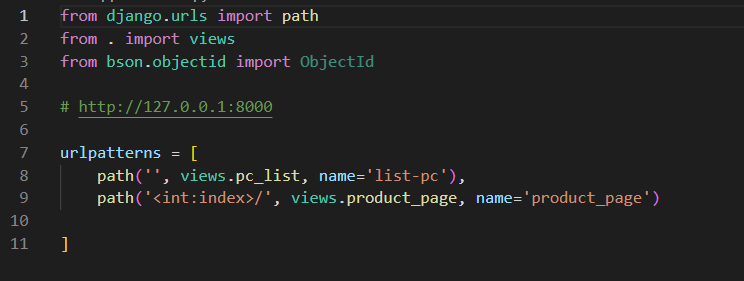 1 from django.urls import path
2 from . import views
3 from bson.objectid import ObjectId
4
5 # http://127.0.0.1:8000
6
7 urlpatterns = [
8 path('', views.pc_list, name='list-pc'),
9 path('<int:index>/', views.product_page, name='product_page')
10
11 ]